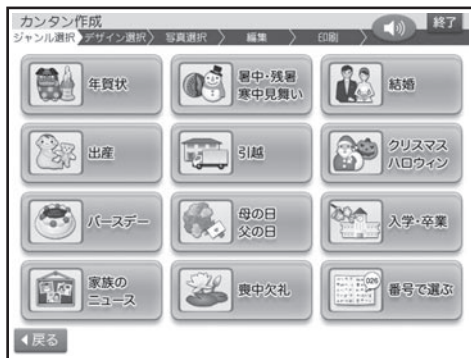 カンタン作成
終了
ジャンル選択 デザイン選択 写真選択 編集 印刷
年賀状
暑中・残暑
寒中見舞い
結婚
出産
引越
クリスマス
ハロウィン
バースデー
母の日
父の日
入学・卒業
家族の
ニュース
喪中欠礼
026
番号で選ぶ
戻る